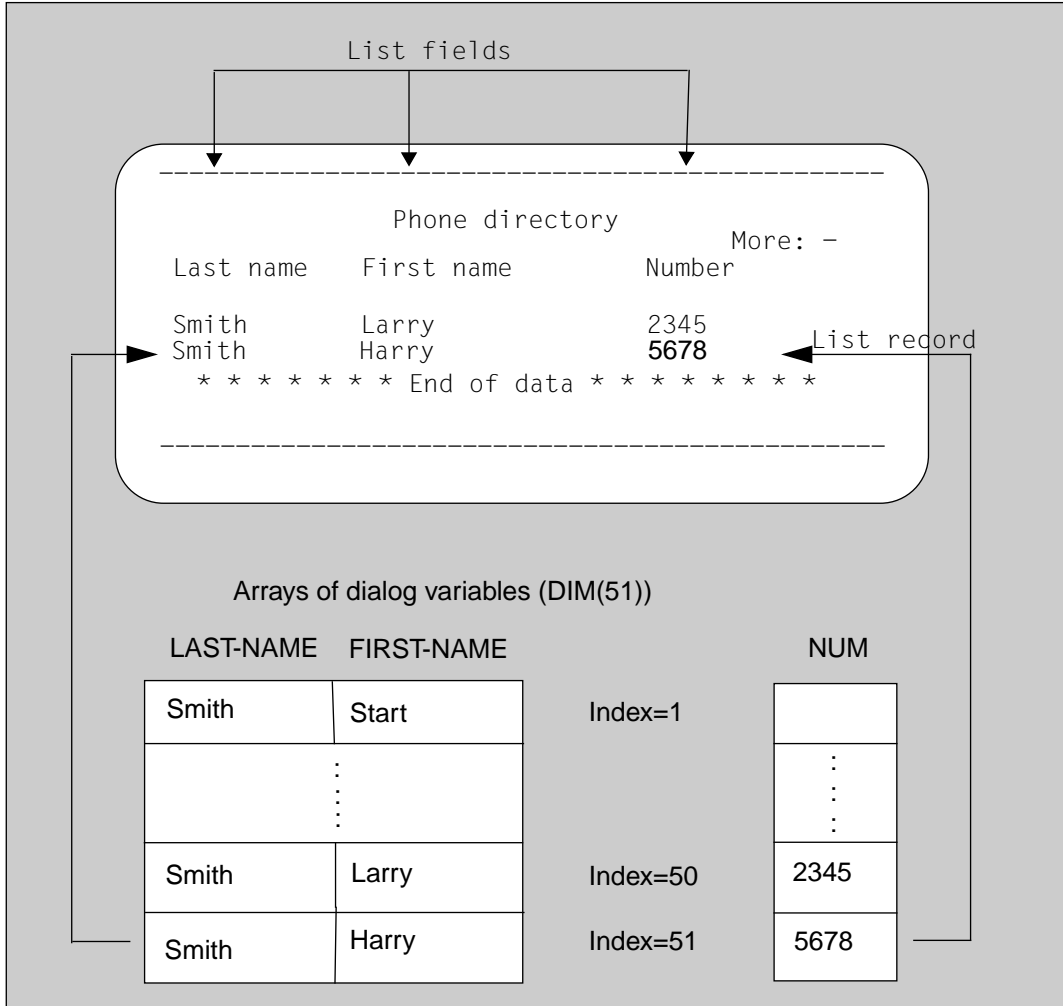 List fields
________________________________________________
Phone directory
More: –
Last name First name Number
Smith Larry 2345
Smith Harry 5678 List record
* * * * * * * End of data * * * * * * * *
________________________________________________
Arrays of dialog variables (DIM(51))
LAST-NAME FIRST-NAME NUM
Smith Start Index=1
Smith Larry Index=50 2345
Smith Harry Index=51 5678